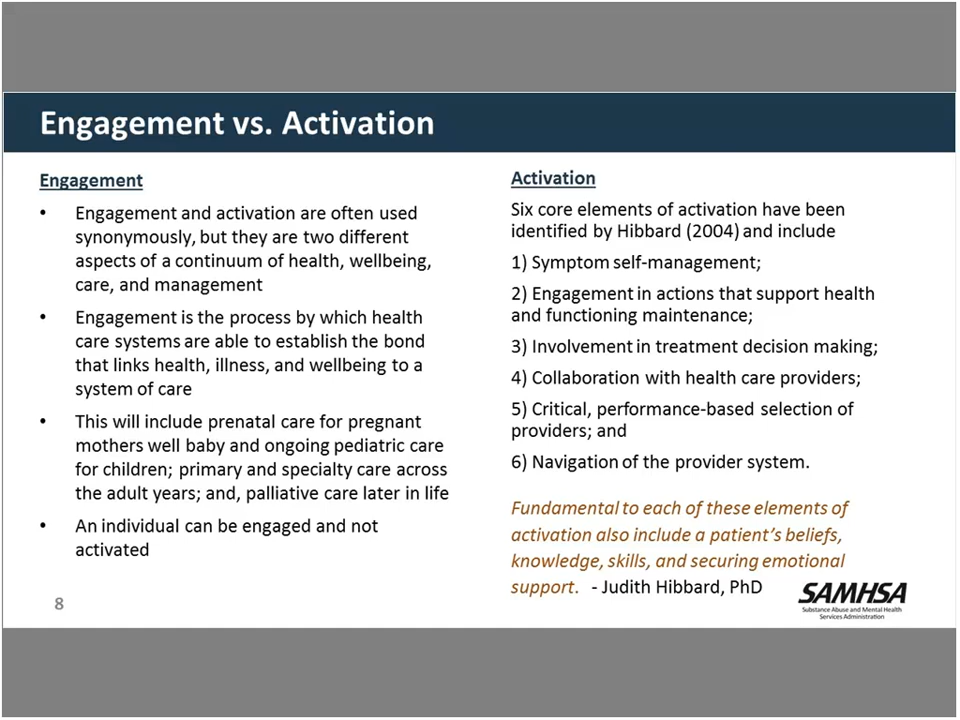 Engagement vs. Activation
Engagement
• Engagement and activation are often used
synonymously, but they are two different
aspects of a continuum of health, wellbeing,
care, and management
• Engagement is the process by which health
care systems are able to establish the bond
that links health, illness, and wellbeing to a
system of care
• This will include prenatal care for pregnant
mothers well baby and ongoing pediatric care
for children; primary and specialty care across
the adult years; and, palliative care later in life
• An individual can be engaged and not
activated
Activation
Six core elements of activation have been
identified by Hibbard (2004) and include
1) Symptom self-management;
2) Engagement in actions that support health
and functioning maintenance;
3) Involvement in treatment decision making;
4) Collaboration with health care providers;
5) Critical, performance-based selection of
providers; and
6) Navigation of the provider system.
Fundamental to each of these elements of
activation also include a patient's beliefs,
knowledge, skills, and securing emotional
support. - Judith Hibbard, PhD
8
SAMHSA
Substance Abuse and Mental Health
Services Administration